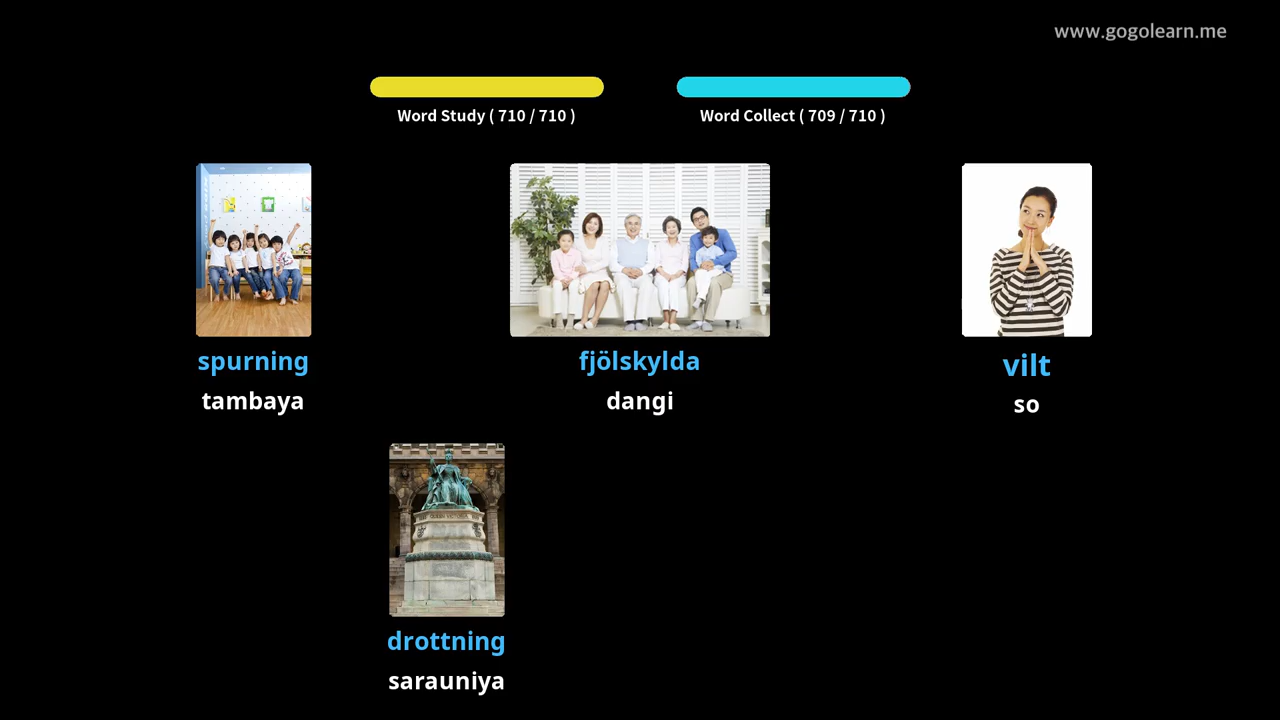 www.gogolearn.me
Word Study ( 710 / 710 )
Word Collect ( 709 / 710 )
spurning
tambaya
fjölskylda
dangi
vilt
so
drottning
sarauniya